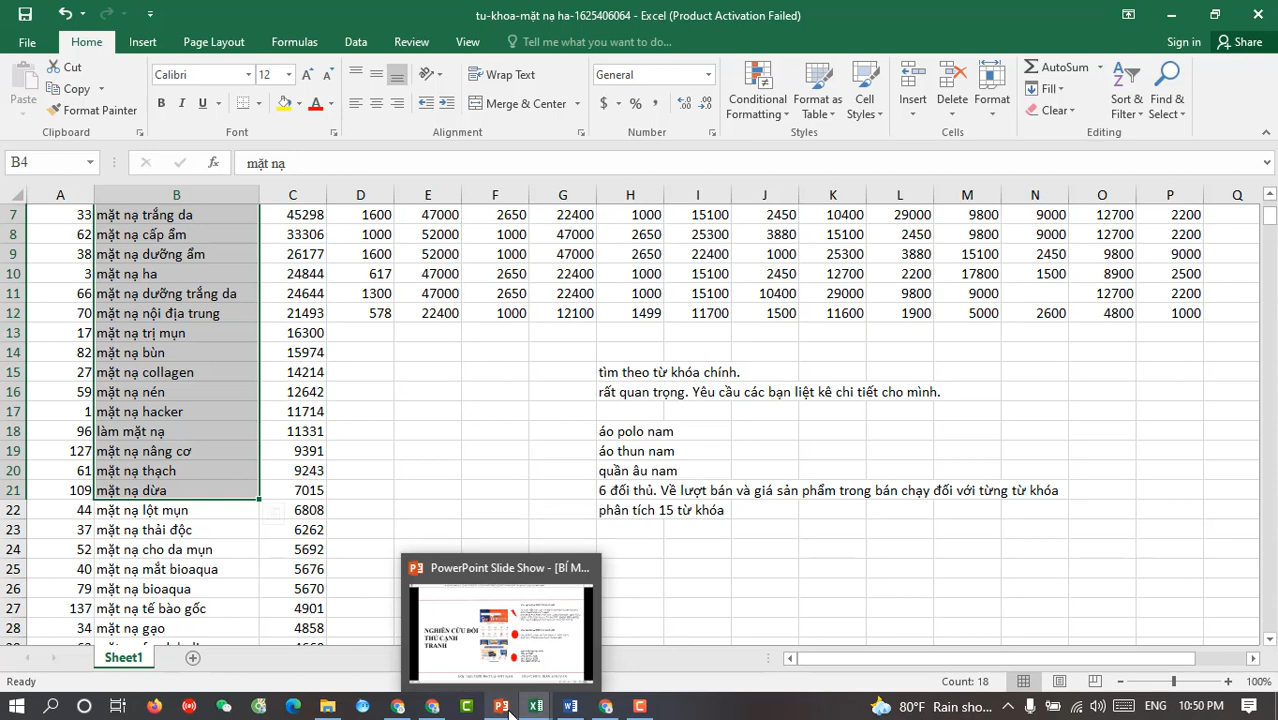 tu-khoa-mặt nạ ha-1625406064 - Excel (Product Activation Failed)
File Home Insert Page Layout Formulas Data Review View Tell me what you want to do... Sign in Share
Paste Cut Copy Format Painter Clipboard
Calibri 12 B I U Font
Wrap Text Merge & Center Alignment
General $ % , Number
Conditional Formatting Format as Table Cell Styles Styles
Insert Delete Format Cells
AutoSum Fill Clear Sort & Filter Find & Select Editing
B4 fx mặt nạ
A B C D E F G H I J K L M N O P Q
7 33 mặt nạ trắng da 45298 1600 47000 2650 22400 1000 15100 2450 10400 29000 9800 9000 12700 2200
8 62 mặt nạ cấp ẩm 33306 1000 52000 1000 47000 2650 25300 3880 15100 2450 9800 9000 12700 2200
9 38 mặt nạ dưỡng ẩm 26177 1600 52000 1000 47000 2650 22400 1000 25300 3880 15100 2450 9800 9000
10 3 mặt nạ ha 24844 617 47000 2650 22400 1000 15100 2450 12700 2200 17800 1500 8900 2500
11 66 mặt nạ dưỡng trắng da 24644 1300 47000 2650 22400 1000 15100 10400 29000 9800 9000 12700 2200
12 70 mặt nạ nội địa trung 21493 578 22400 1000 12100 1499 11700 1500 11600 1900 5000 2600 4800 1000
13 17 mặt nạ trị mụn 16300
14 82 mặt nạ bùn 15974
15 27 mặt nạ collagen 14214 tìm theo từ khóa chính.
16 59 mặt nạ nén 12642 rất quan trọng. Yêu cầu các bạn liệt kê chi tiết cho mình.
17 1 mặt nạ hacker 11714
18 96 làm mặt nạ 11331 áo polo nam
19 127 mặt nạ nâng cơ 9391 áo thun nam
20 61 mặt nạ thạch 9243 quần âu nam
21 109 mặt nạ dừa 7015 6 đối thủ. Về lượt bán và giá sản phẩm trong bán chạy đối với từng từ khóa
22 44 mặt nạ lột mụn 6808 phân tích 15 từ khóa
23 37 mặt nạ thải độc 6262
24 52 mặt nạ cho da mụn 5692
25 40 mặt nạ mắt bioaqua 5676
26 79 mặt nạ bioaqua 5670
27 137 mặt nạ tế bào gốc 4901
28 34 mặt nạ gạo 4858
PowerPoint Slide Show - [BÍ M...
NGHIÊN CỨU ĐỐI
THỦ CẠNH
TRANH
Sheet1
Ready Count: 18 100%
80°F Rain sho... ENG 10:50 PM